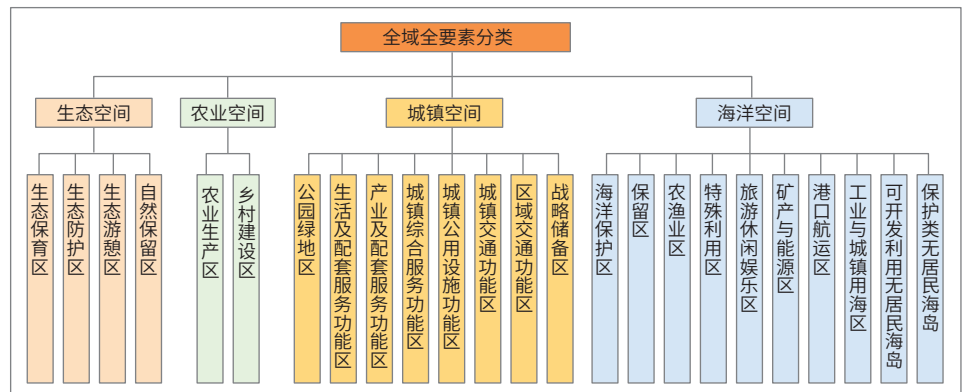 全域全要素分类
生态空间
农业空间
城镇空间
海洋空间
生态保育区
生态防护区
生态游憩区
自然保留区
农业生产区
乡村建设区
公园绿地区
生活及配套服务功能区
产业及配套服务功能区
城镇综合服务功能区
城镇公用设施功能区
城镇交通功能区
区域交通功能区
战略储备区
海洋保护区
保留区
农渔业区
特殊利用区
旅游休闲娱乐区
矿产与能源区
港口航运区
工业与城镇用海区
可开发利用无居民海岛
保护类无居民海岛